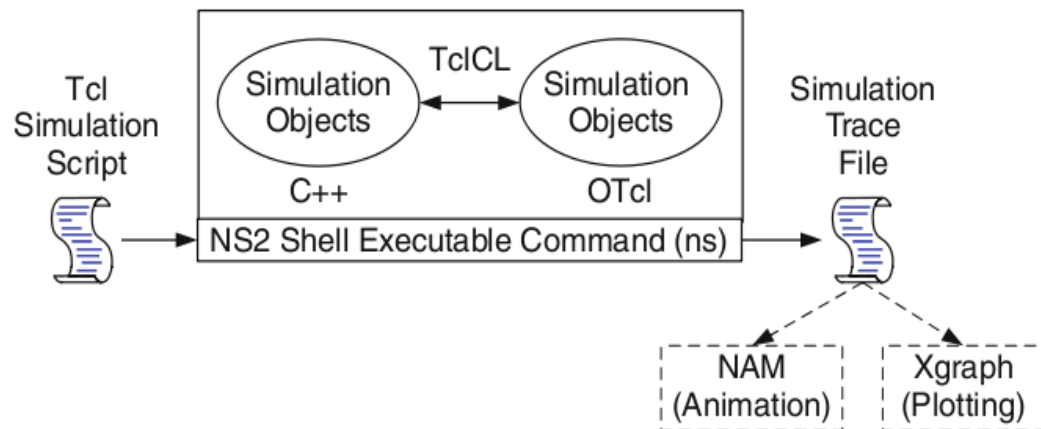 Tcl
Simulation
Script
TclCL
Simulation
Objects
Simulation
Objects
C++
OTcl
NS2 Shell Executable Command (ns)
Simulation
Trace
File
NAM
(Animation)
Xgraph
(Plotting)